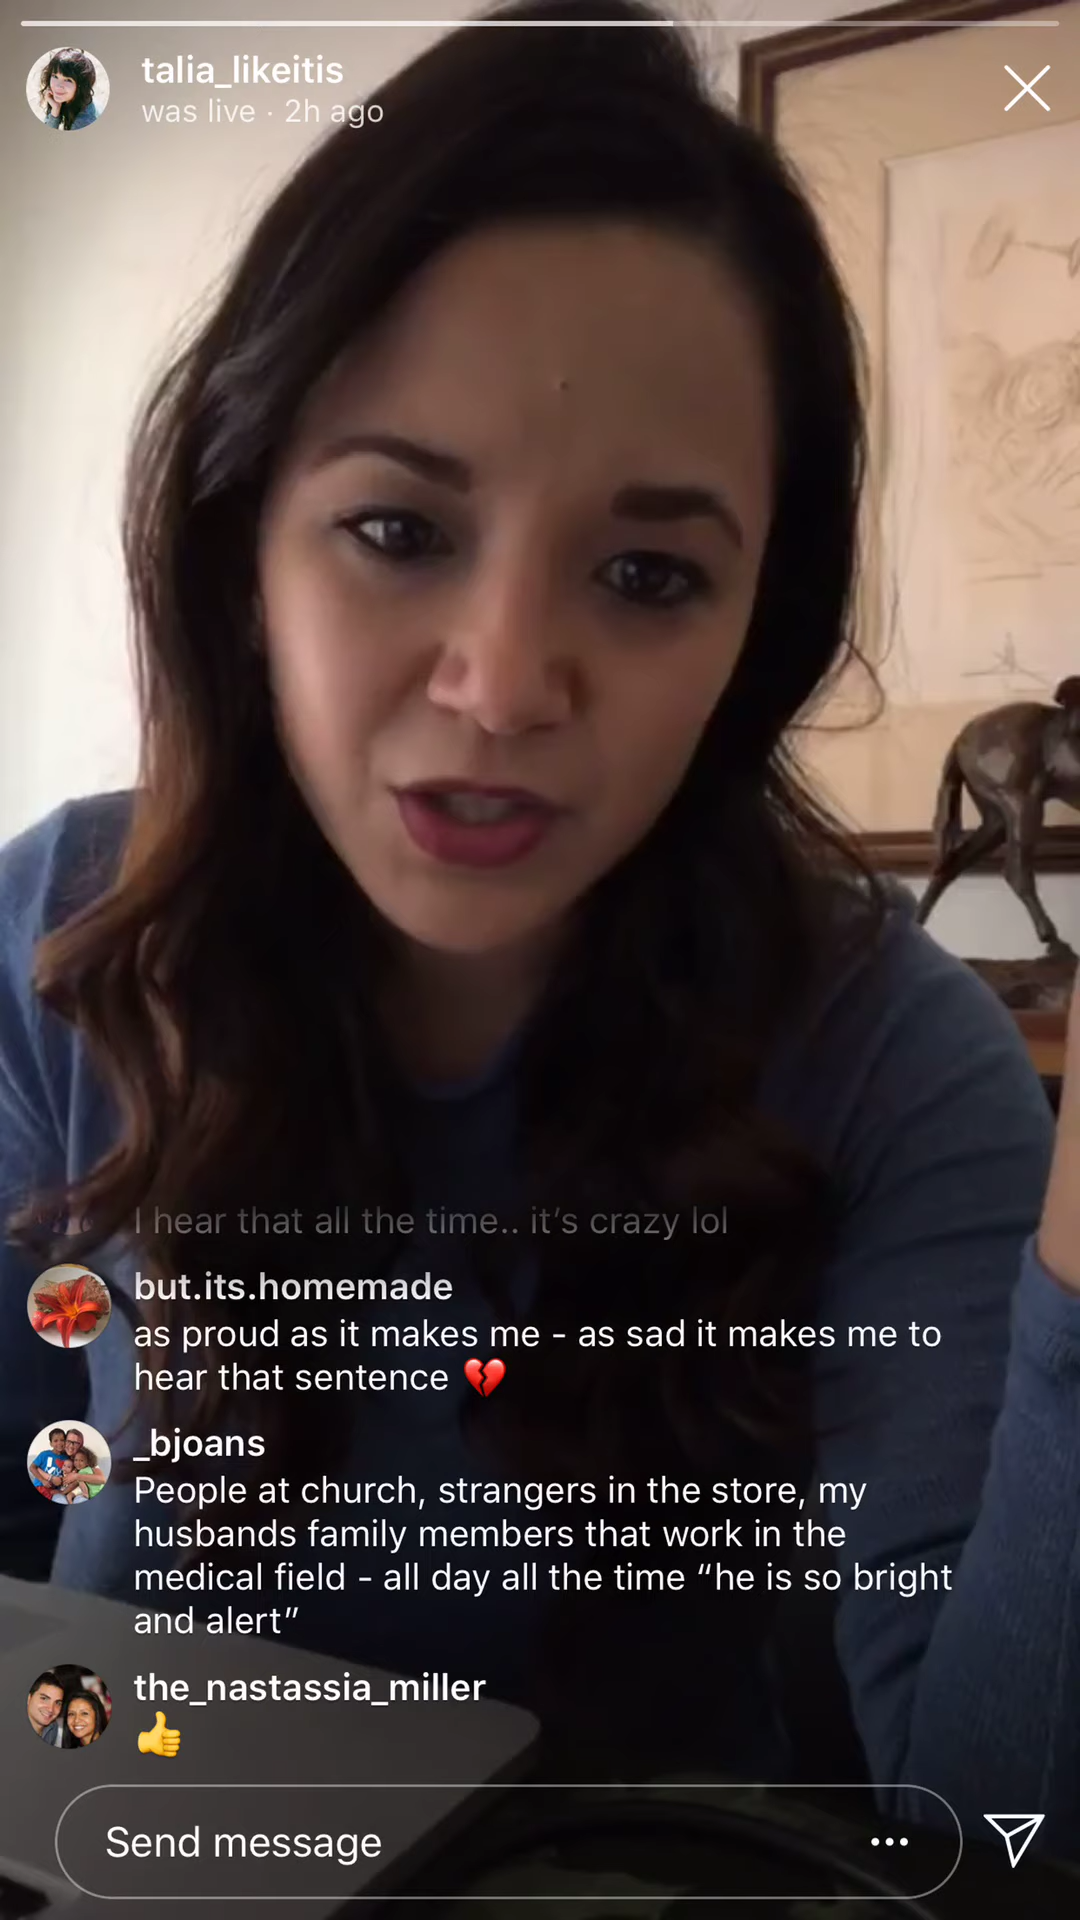 talia_likeitis
was live · 2h ago
I hear that all the time.. it’s crazy lol
but.its.homemade
as proud as it makes me - as sad it makes me to
hear that sentence 💔
_bjoans
People at church, strangers in the store, my
husbands family members that work in the
medical field - all day all the time “he is so bright
and alert”
the_nastassia_miller
👍
Send message